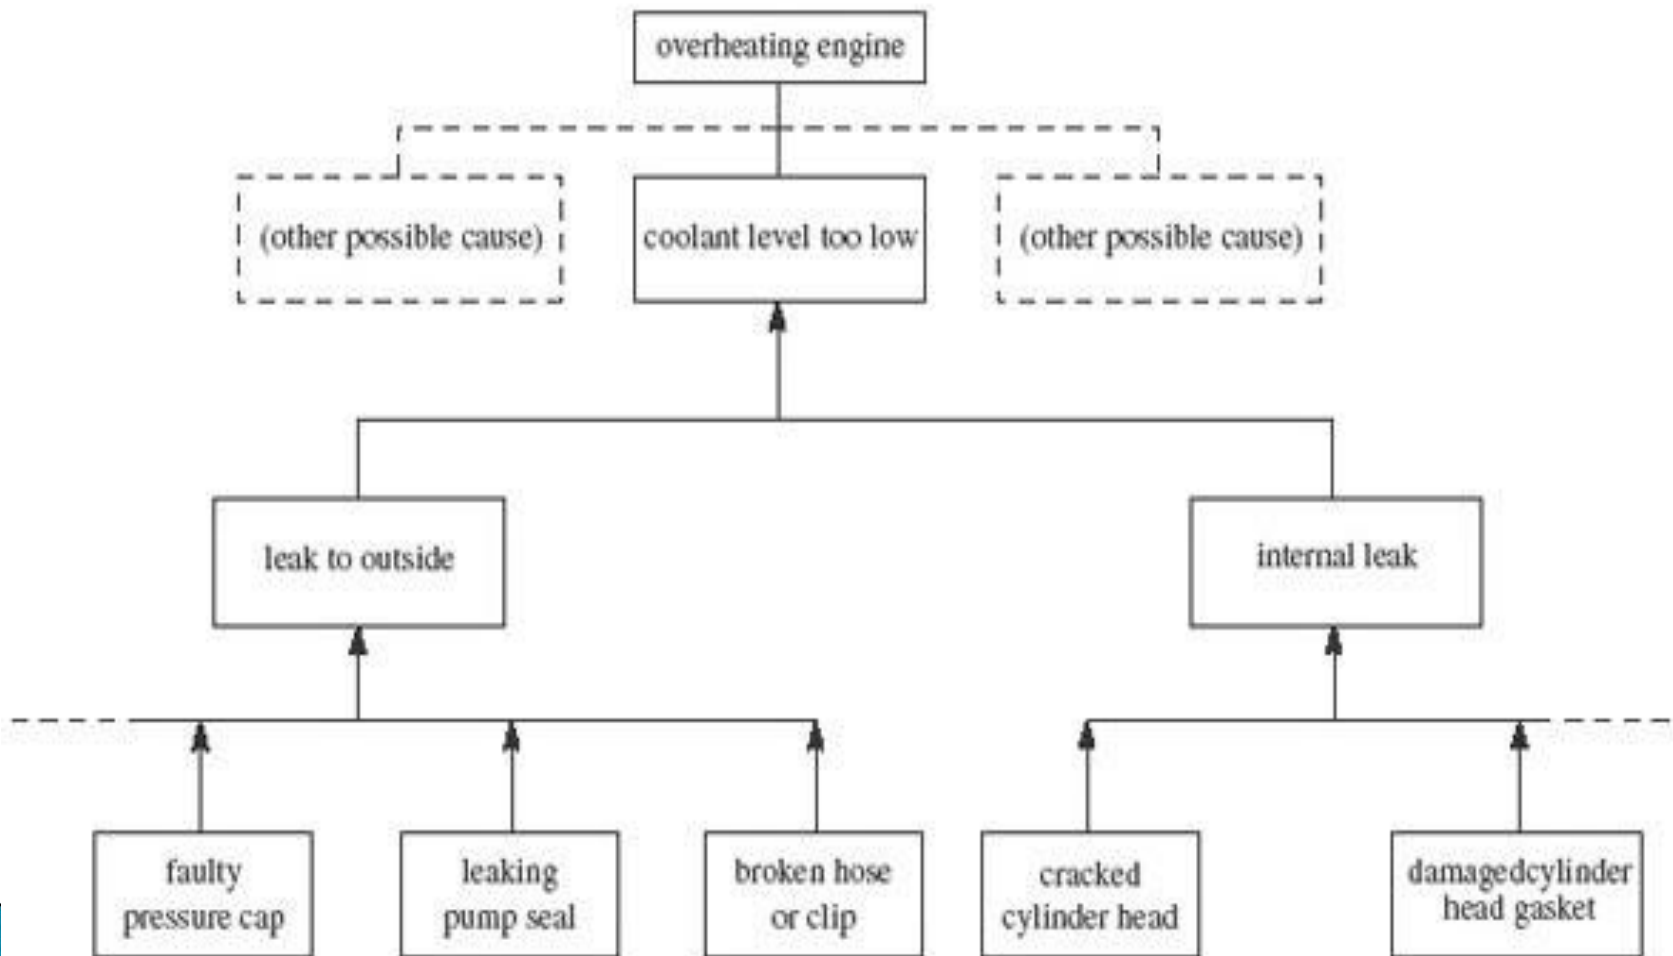 overheating engine
(other possible cause)
coolant level too low
(other possible cause)
leak to outside
internal leak
faulty
pressure cap
leaking
pump seal
broken hose
or clip
cracked
cylinder head
damagedcylinder
head gasket